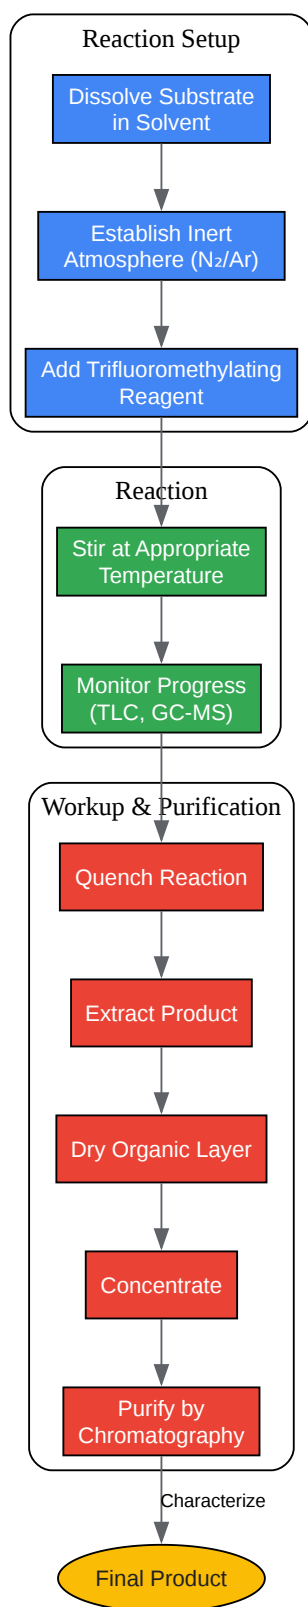 Reaction Setup
Dissolve Substrate
in Solvent
Establish Inert
Atmosphere (N₂/Ar)
Add Trifluoromethylating
Reagent
Reaction
Stir at Appropriate
Temperature
Monitor Progress
(TLC, GC-MS)
Workup & Purification
Quench Reaction
Extract Product
Dry Organic Layer
Concentrate
Purify by
Chromatography
Characterize
Final Product